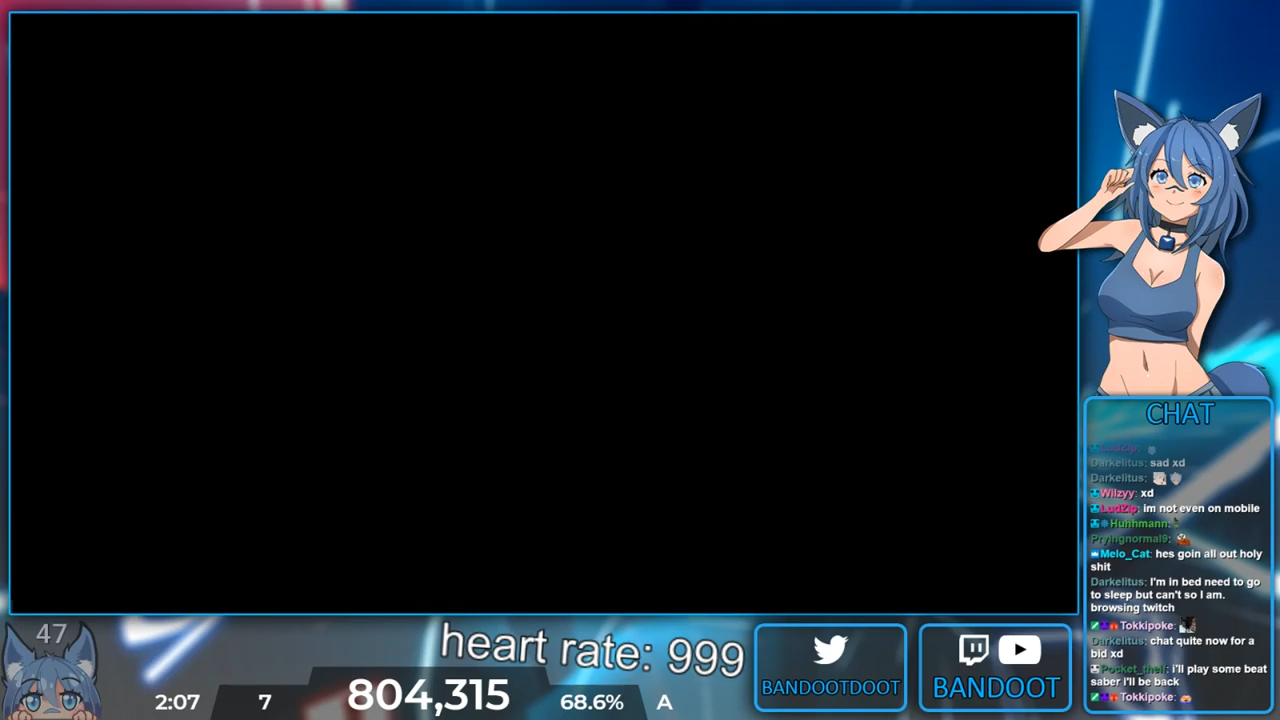 CHAT
LudZip:
Darkelitus: sad xd
Darkelitus:
Wilzyy: xd
LudZip: im not even on mobile
Huhhmann:
Pryingnormal9:
Melo_Cat: hes goin all out holy
shit
Darkelitus: I'm in bed need to go
to sleep but can't so I am.
browsing twitch
Tokkipoke:
Darkelitus: chat quite now for a
bid xd
Pocket_theif: i'll play some beat
saber i'll be back
Tokkipoke:
47
heart rate: 999
2:07 7 804,315 68.6% A
BANDOOTDOOT
BANDOOT